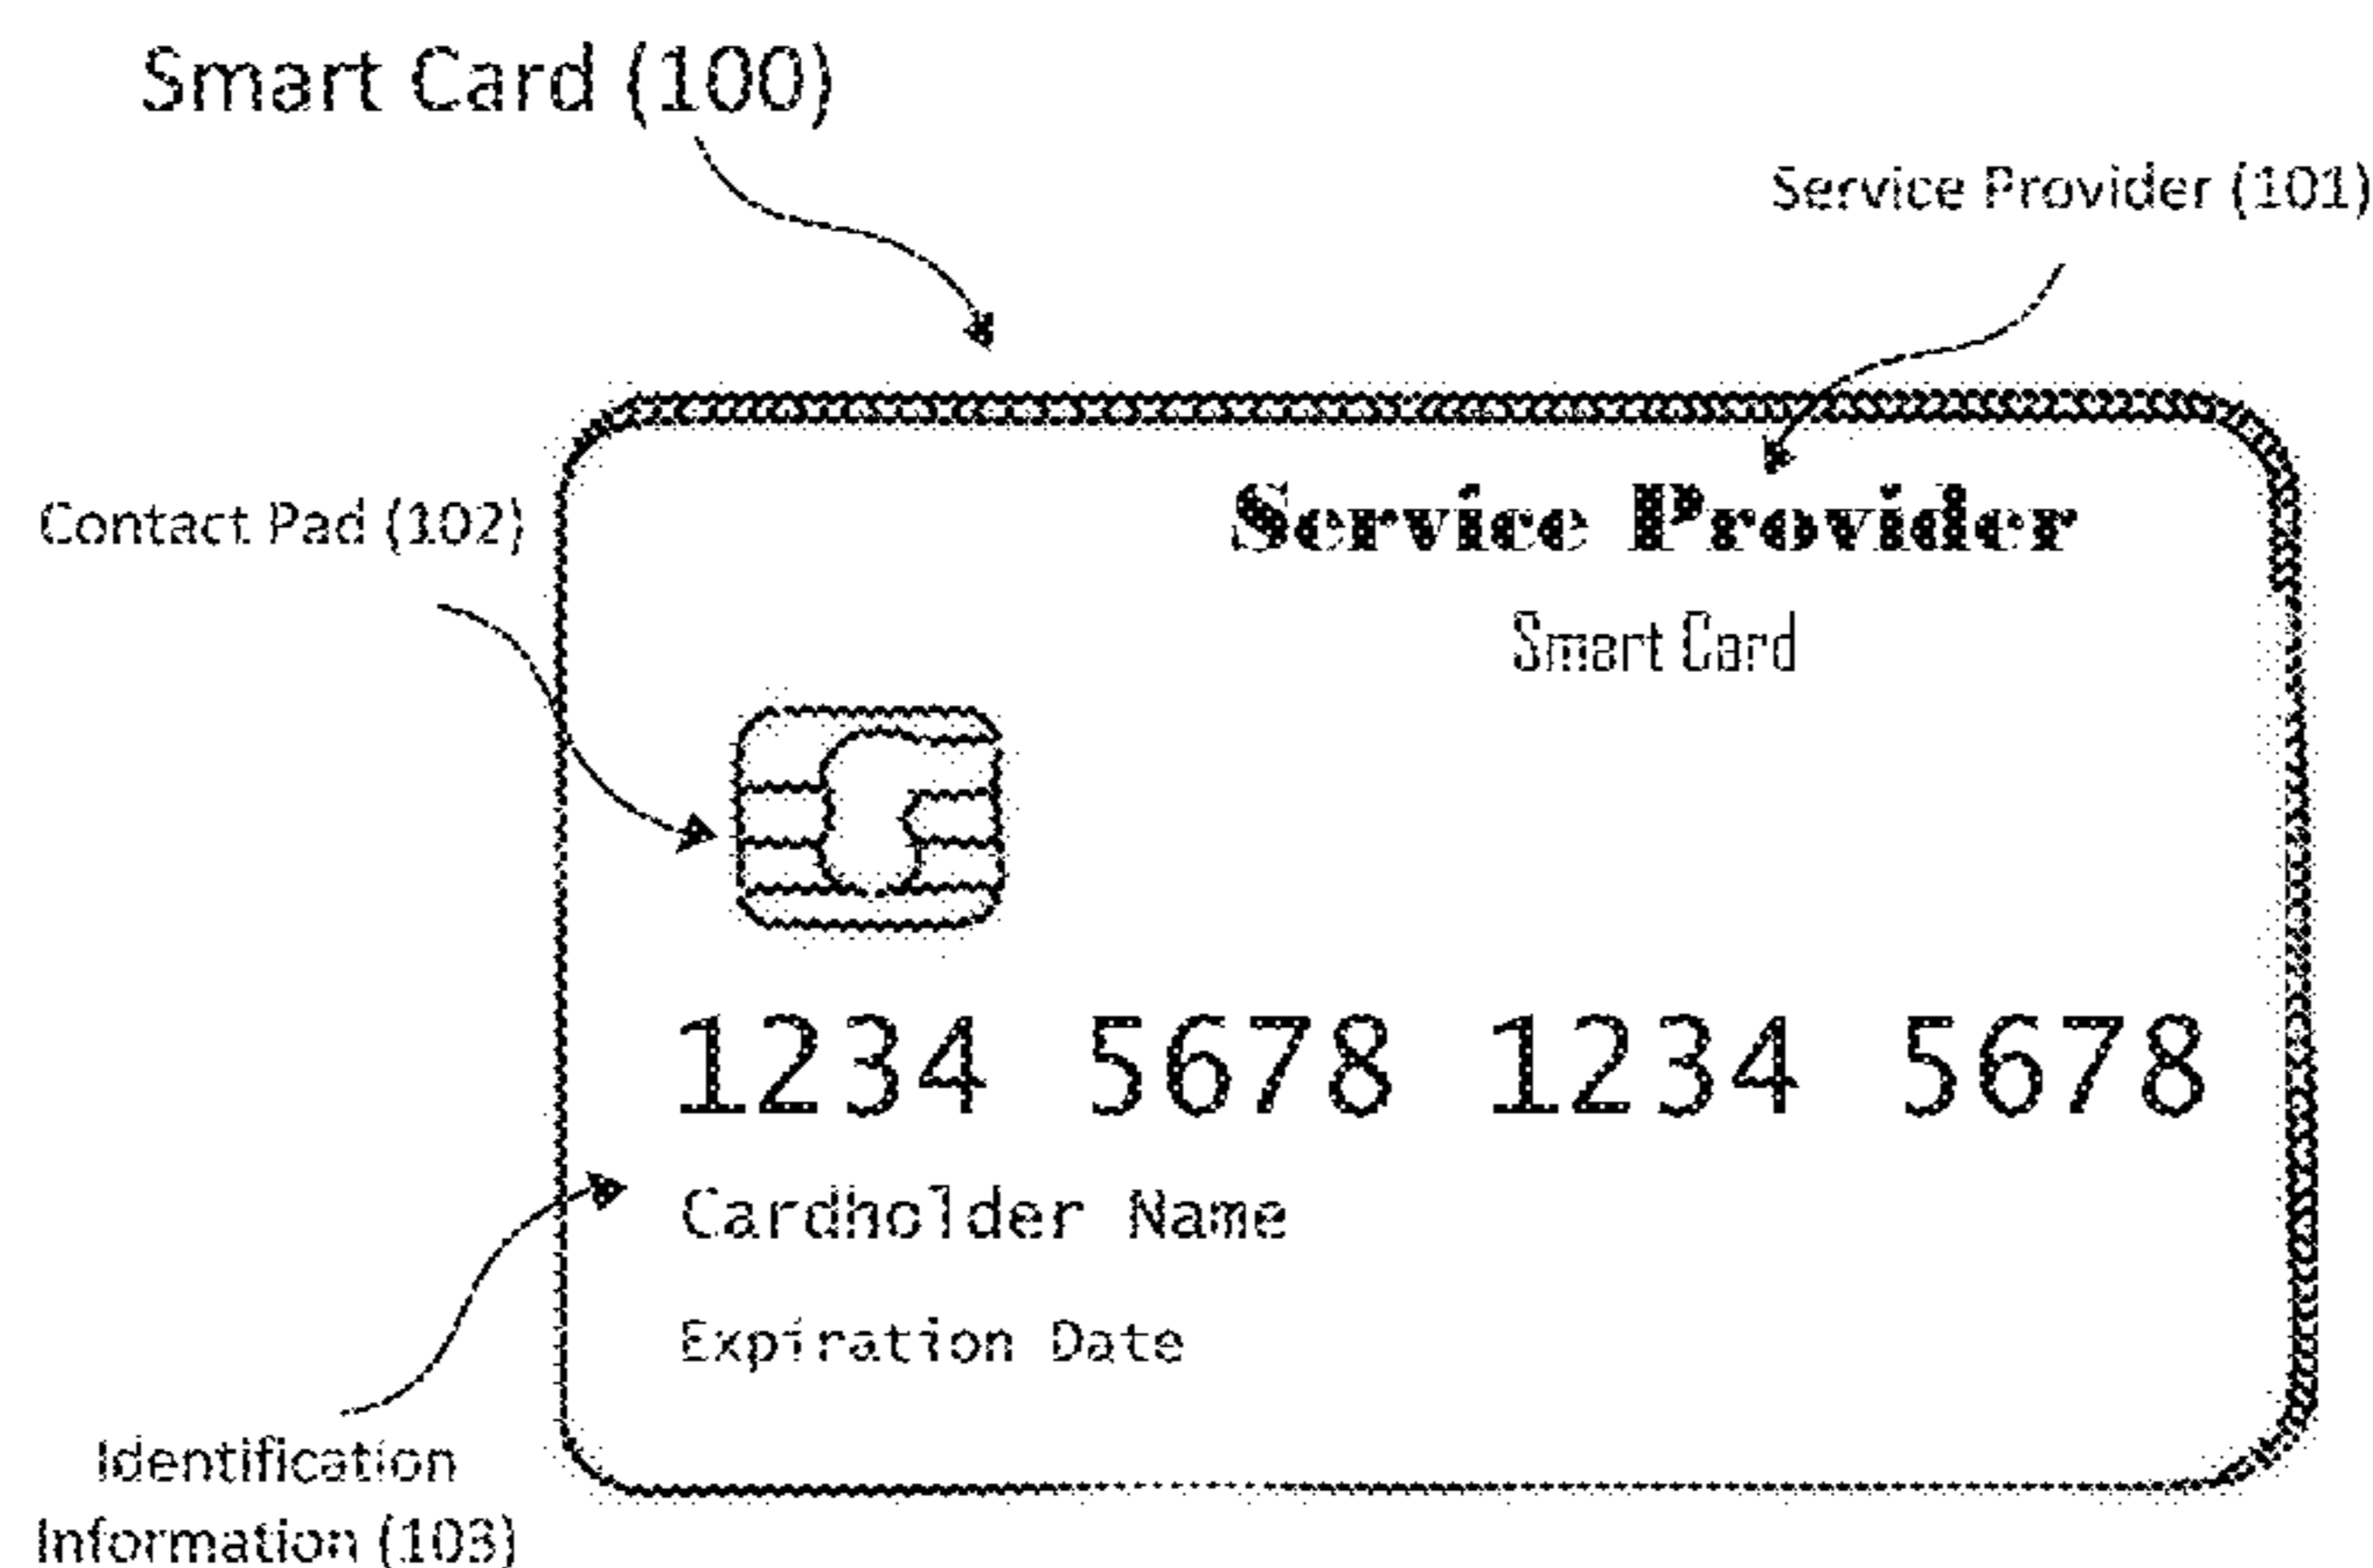 Smart Card (100)
Service Provider (101)
Contact Pad (102)
Service Provider
Smart Card
1234 5678 1234 5678
Cardholder Name
Expiration Date
Identification
Information (103)